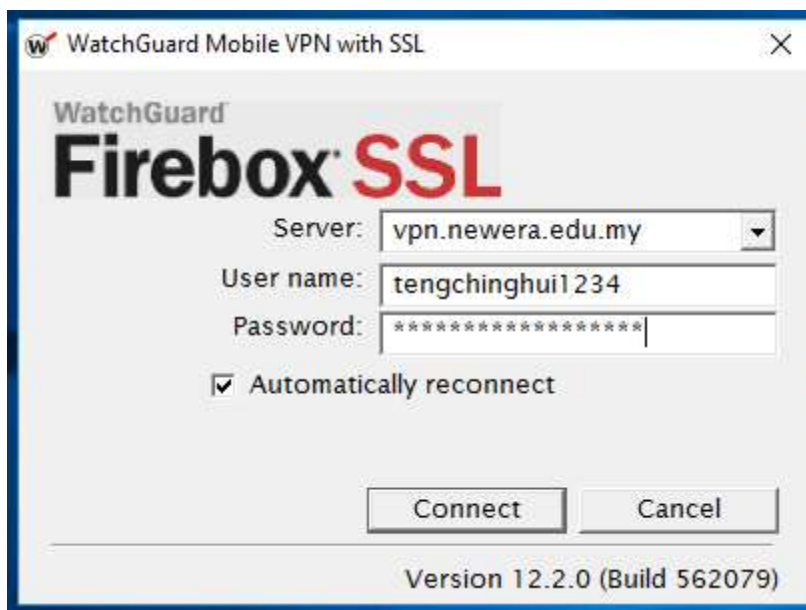 WatchGuard Mobile VPN with SSL
WatchGuard
Firebox SSL
Server: vpn.newera.edu.my
User name: tengchinghui1234
Password: ******************
Automatically reconnect
Connect Cancel
Version 12.2.0 (Build 562079)